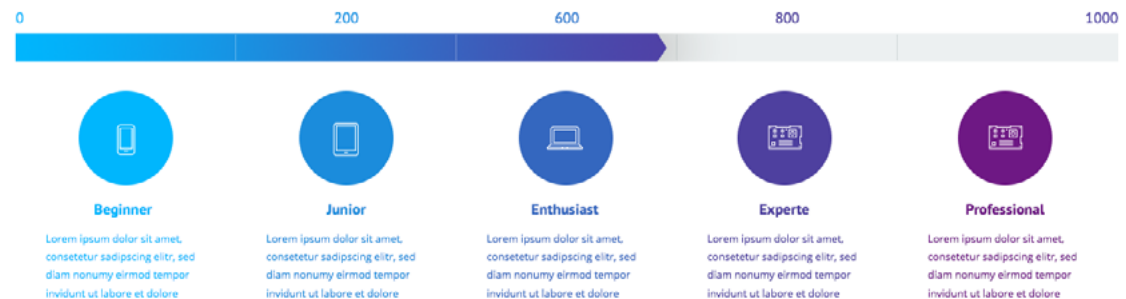 0 200 600 800 1000
Beginner
Lorem ipsum dolor sit amet,
consetetur sadipscing elitr, sed
diam nonumy eirmod tempor
invidunt ut labore et dolore
Junior
Lorem ipsum dolor sit amet,
consetetur sadipscing elitr, sed
diam nonumy eirmod tempor
invidunt ut labore et dolore
Enthusiast
Lorem ipsum dolor sit amet,
consetetur sadipscing elitr, sed
diam nonumy eirmod tempor
invidunt ut labore et dolore
Experte
Lorem ipsum dolor sit amet,
consetetur sadipscing elitr, sed
diam nonumy eirmod tempor
invidunt ut labore et dolore
Professional
Lorem ipsum dolor sit amet,
consetetur sadipscing elitr, sed
diam nonumy eirmod tempor
invidunt ut labore et dolore